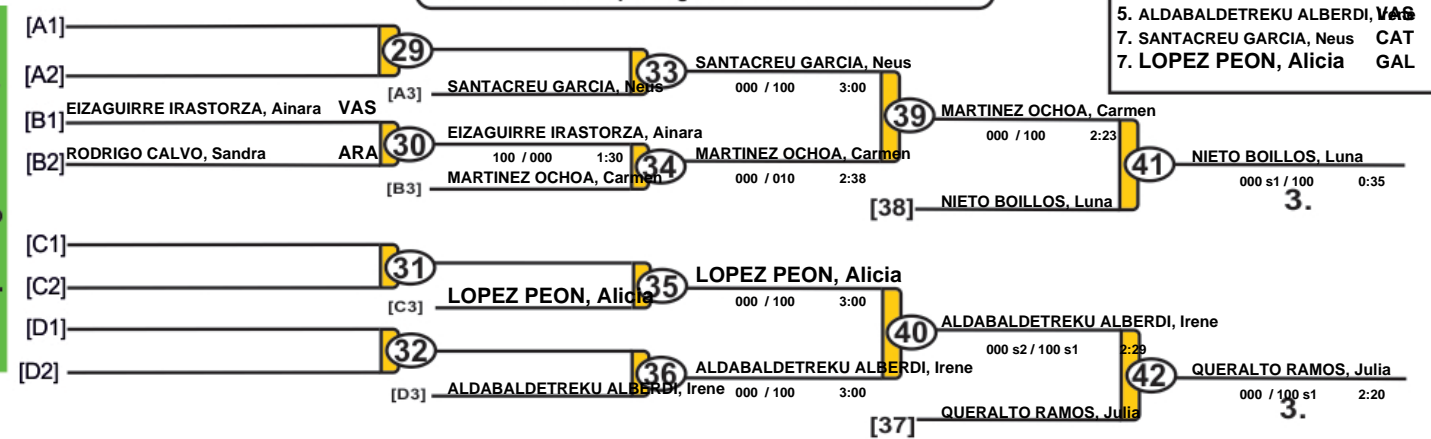 5. ALDABALDETREKU ALBERDI, Irene VAS
7. SANTACREU GARCIA, Neus CAT
7. LOPEZ PEON, Alicia GAL
[A1]
29
[A2]
[A3] SANTACREU GARCIA, Neus
33
SANTACREU GARCIA, Neus
000 / 100 3:00
[B1] EIZAGUIRRE IRASTORZA, Ainara VAS
30
[B2] RODRIGO CALVO, Sandra ARA
EIZAGUIRRE IRASTORZA, Ainara
100 / 000 1:30
[B3] MARTINEZ OCHOA, Carmen
34
MARTINEZ OCHOA, Carmen
000 / 010 2:38
39
MARTINEZ OCHOA, Carmen
000 / 100 2:23
[38] NIETO BOILLOS, Luna
41
NIETO BOILLOS, Luna
000 s1 / 100 0:35
3.
[C1]
31
[C2]
[C3] LOPEZ PEON, Alicia
35
LOPEZ PEON, Alicia
000 / 100 3:00
[D1]
32
[D2]
[D3] ALDABALDETREKU ALBERDI, Irene
36
ALDABALDETREKU ALBERDI, Irene
000 / 100 3:00
40
ALDABALDETREKU ALBERDI, Irene
000 s2 / 100 s1 2:29
[37] QUERALTO RAMOS, Julia
42
QUERALTO RAMOS, Julia
000 / 100 s1 2:20
3.